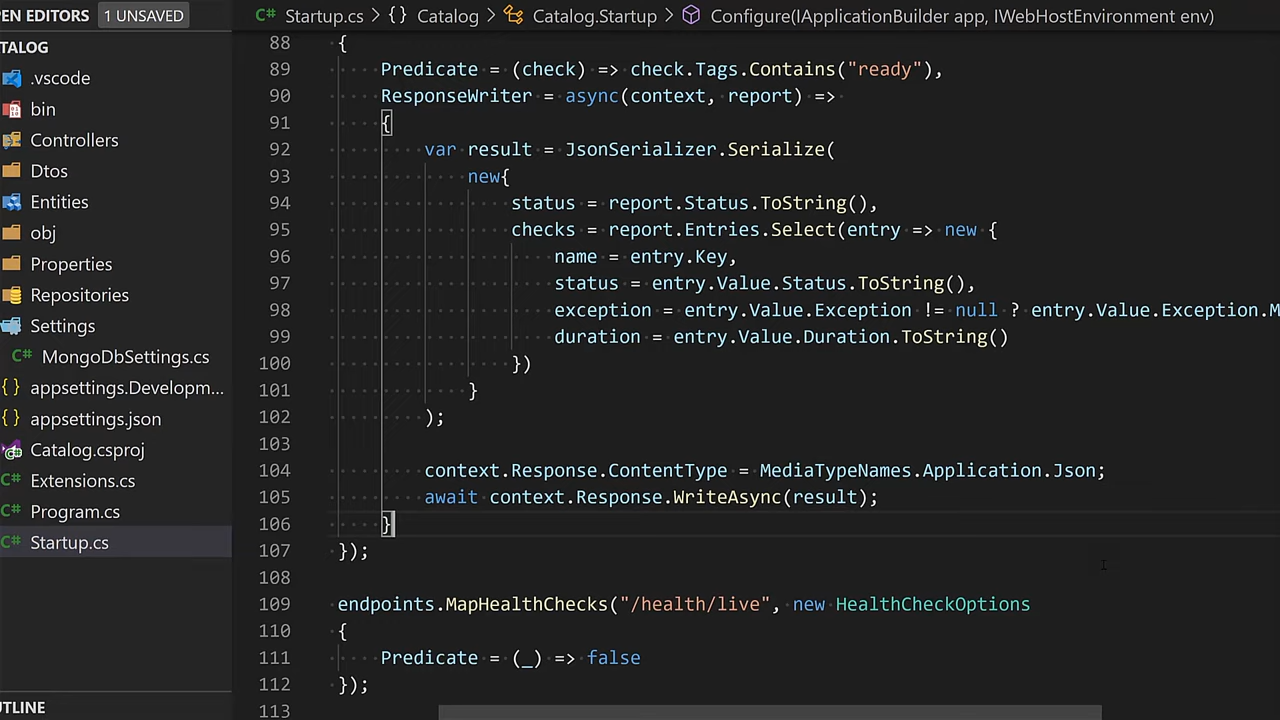 PEN EDITORS 1 UNSAVED
Startup.cs > {} Catalog > Catalog.Startup > Configure(IApplicationBuilder app, IWebHostEnvironment env)
ATALOG
.vscode
bin
Controllers
Dtos
Entities
obj
Properties
Repositories
Settings
C# MongoDbSettings.cs
{} appsettings.Developm...
{} appsettings.json
Catalog.csproj
C# Extensions.cs
C# Program.cs
C# Startup.cs
UTLINE
88 {
89 Predicate = (check) => check.Tags.Contains("ready"),
90 ResponseWriter = async(context, report) =>
91 {
92 var result = JsonSerializer.Serialize(
93 new{
94 status = report.Status.ToString(),
95 checks = report.Entries.Select(entry => new {
96 name = entry.Key,
97 status = entry.Value.Status.ToString(),
98 exception = entry.Value.Exception != null ? entry.Value.Exception.M
99 duration = entry.Value.Duration.ToString()
100 })
101 }
102 );
103
104 context.Response.ContentType = MediaTypeNames.Application.Json;
105 await context.Response.WriteAsync(result);
106 }
107 });
108
109 endpoints.MapHealthChecks("/health/live", new HealthCheckOptions
110 {
111 Predicate = (_) => false
112 });
113